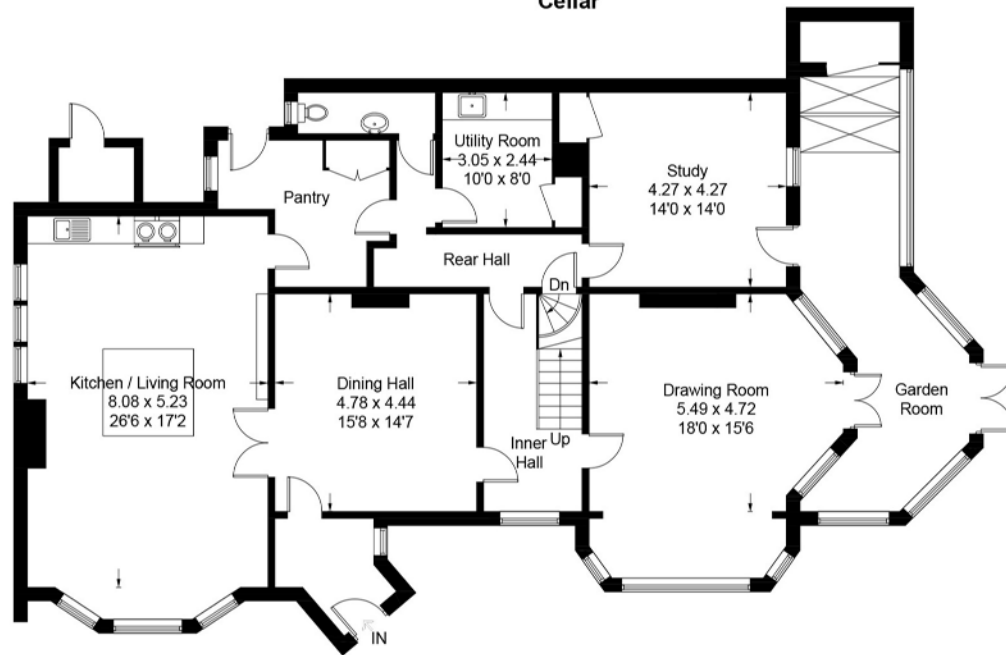 Cellar
Utility Room
3.05 x 2.44
10'0 x 8'0
Study
4.27 x 4.27
14'0 x 14'0
Pantry
Rear Hall
Dn
Kitchen / Living Room
8.08 x 5.23
26'6 x 17'2
Dining Hall
4.78 x 4.44
15'8 x 14'7
Drawing Room
5.49 x 4.72
18'0 x 15'6
Garden
Room
Up
Inner
Hall
IN